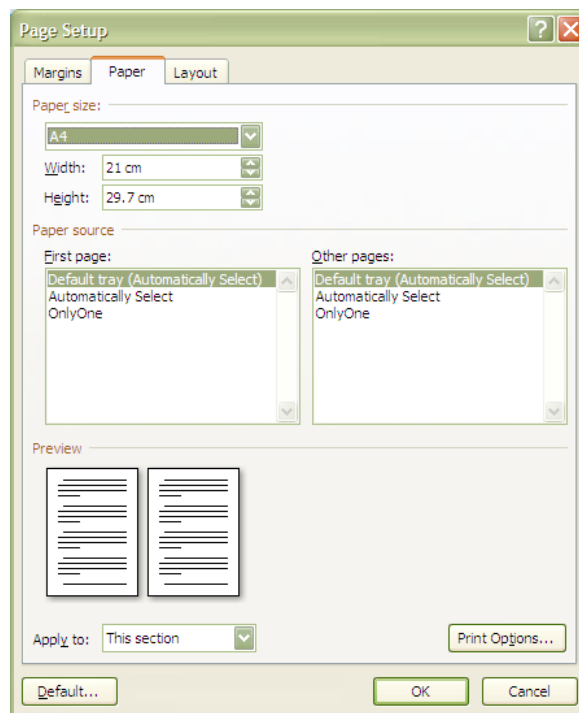 Page Setup
Margins Paper Layout
Paper size:
A4
Width: 21 cm
Height: 29.7 cm
Paper source
First page: Other pages:
Default tray (Automatically Select) Default tray (Automatically Select)
Automatically Select Automatically Select
OnlyOne OnlyOne
Preview
Apply to: This section Print Options...
Default... OK Cancel